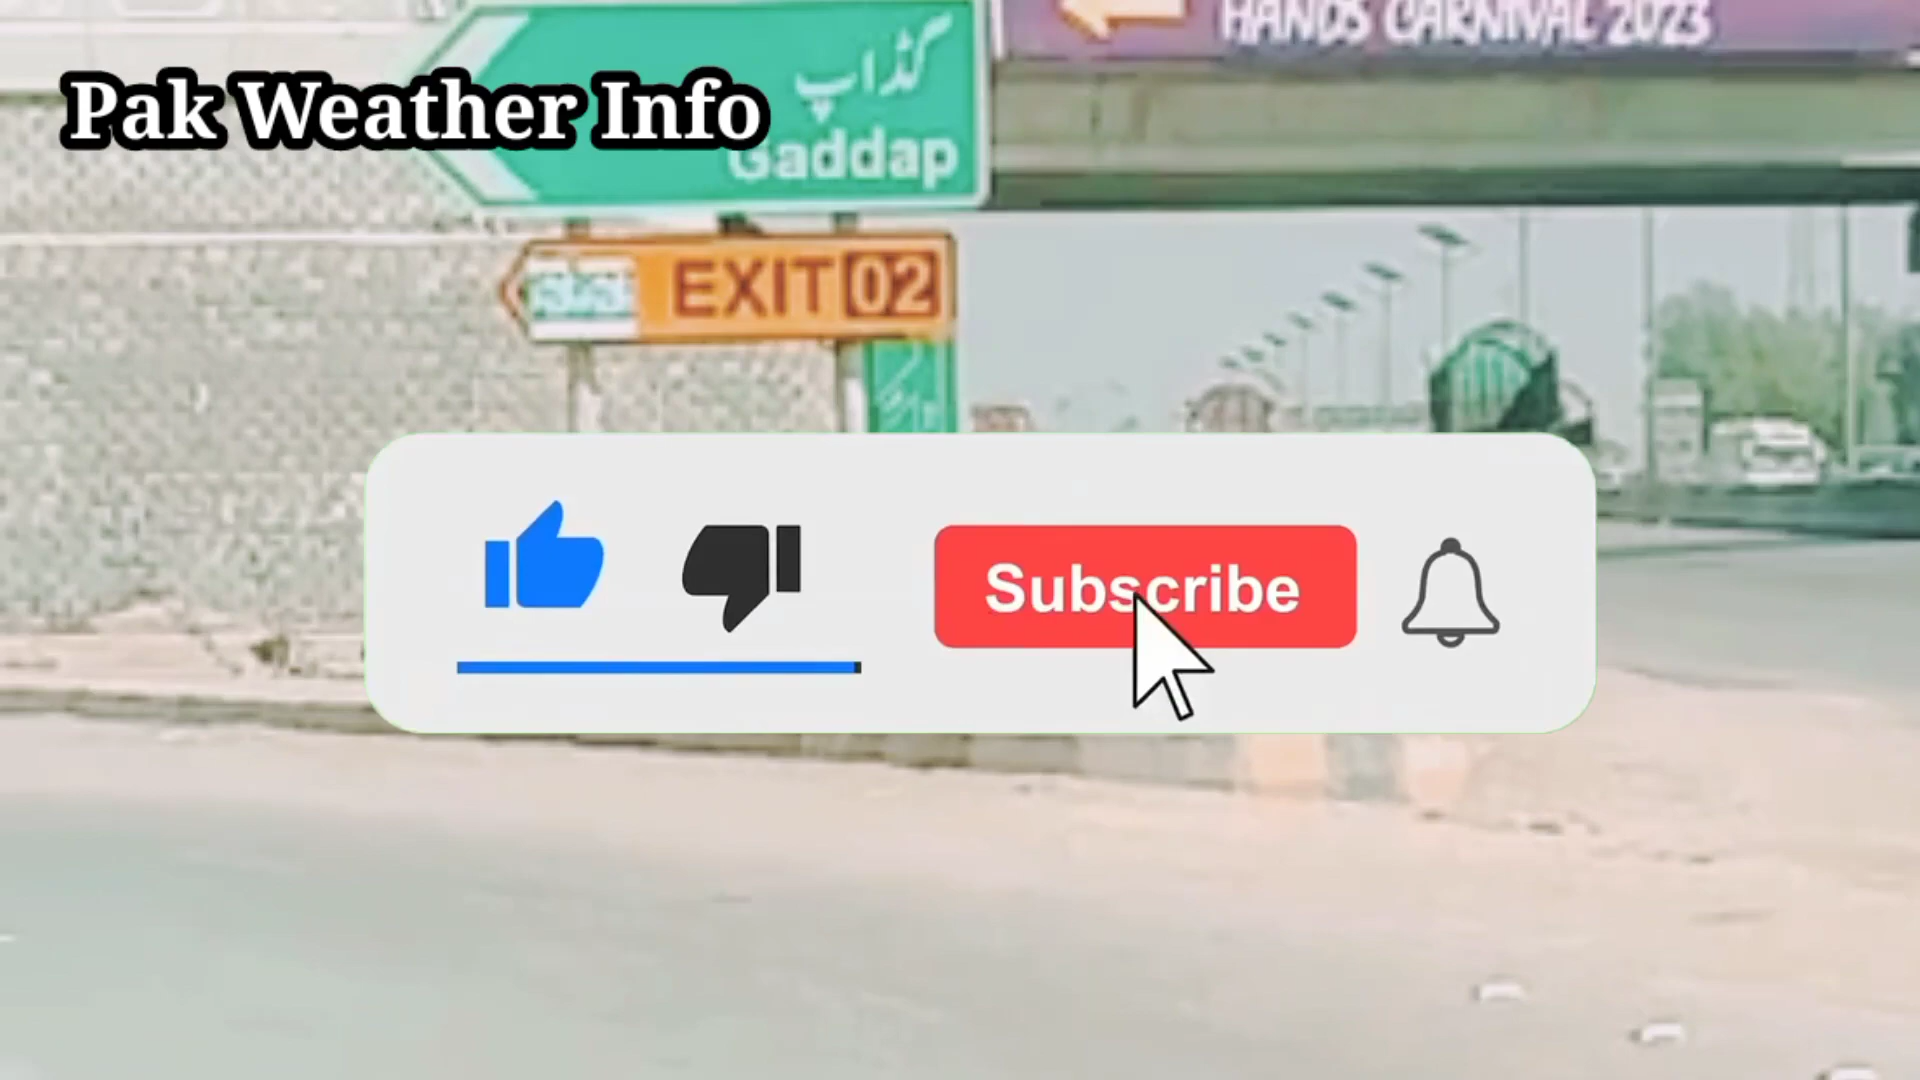 HANDS CARNIVAL 2023
گڈاپ
Pak Weather Info
Gaddap
EXIT 02
Subscribe